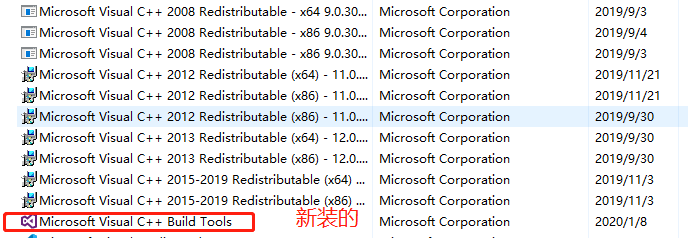 Microsoft Visual C++ 2008 Redistributable - x64 9.0.30... Microsoft Corporation 2019/9/3
Microsoft Visual C++ 2008 Redistributable - x86 9.0.30... Microsoft Corporation 2019/9/4
Microsoft Visual C++ 2008 Redistributable - x86 9.0.30... Microsoft Corporation 2019/9/3
Microsoft Visual C++ 2012 Redistributable (x64) - 11.0.... Microsoft Corporation 2019/11/21
Microsoft Visual C++ 2012 Redistributable (x86) - 11.0.... Microsoft Corporation 2019/11/21
Microsoft Visual C++ 2012 Redistributable (x86) - 11.0.... Microsoft Corporation 2019/9/30
Microsoft Visual C++ 2013 Redistributable (x64) - 12.0.... Microsoft Corporation 2019/9/30
Microsoft Visual C++ 2013 Redistributable (x86) - 12.0.... Microsoft Corporation 2019/9/30
Microsoft Visual C++ 2015-2019 Redistributable (x64) ... Microsoft Corporation 2019/11/3
Microsoft Visual C++ 2015-2019 Redistributable (x86) ... Microsoft Corporation 2019/11/3
Microsoft Visual C++ Build Tools 新装的 Microsoft Corporation 2020/1/8